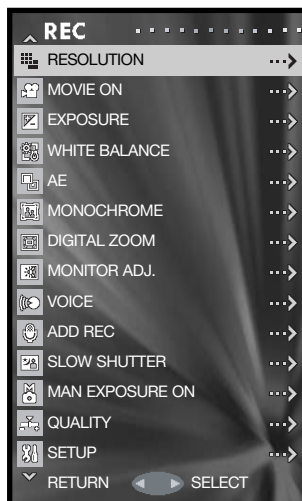 REC
RESOLUTION
MOVIE ON
EXPOSURE
WHITE BALANCE
AE
MONOCHROME
DIGITAL ZOOM
MONITOR ADJ.
VOICE
ADD REC
SLOW SHUTTER
MAN EXPOSURE ON
QUALITY
SETUP
RETURN SELECT